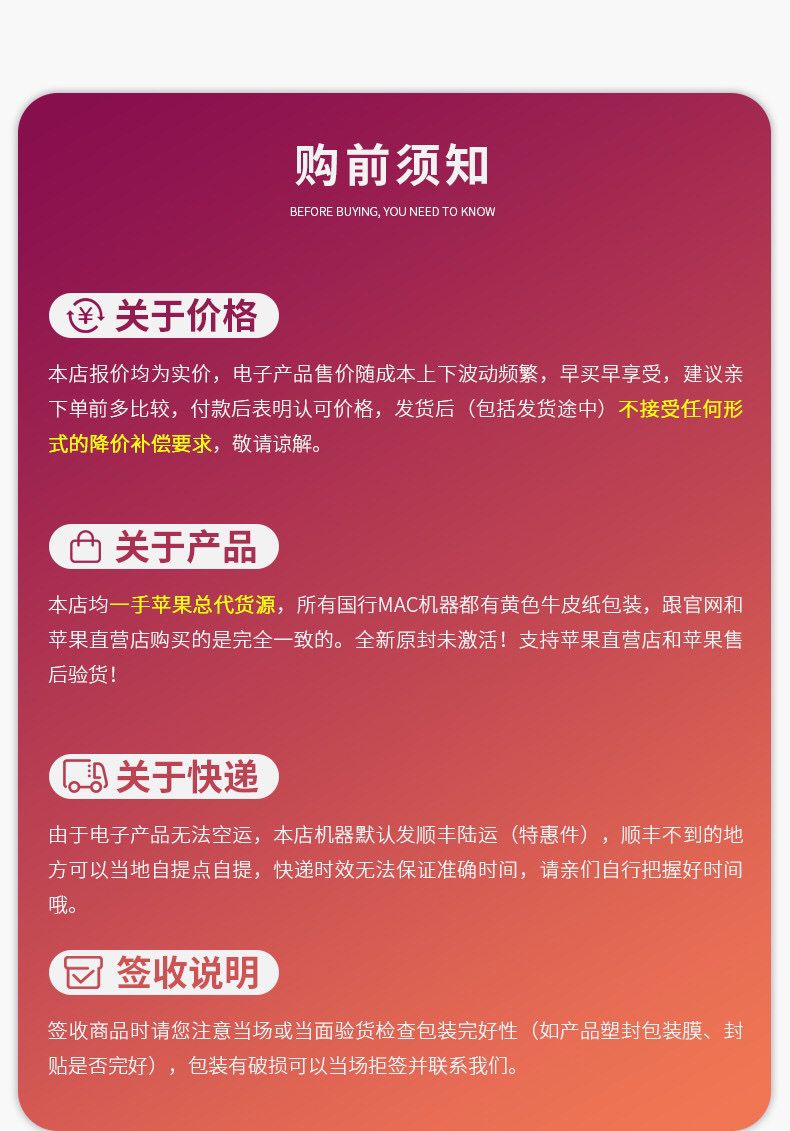 购前须知
BEFORE BUYING, YOU NEED TO KNOW
关于价格
本店报价均为实价，电子产品售价随成本上下波动频繁，早买早享受，建议亲
下单前多比较，付款后表明认可价格，发货后（包括发货途中）不接受任何形
式的降价补偿要求，敬请谅解。
关于产品
本店均一手苹果总代货源，所有国行MAC机器都有黄色牛皮纸包装，跟官网和
苹果直营店购买的是完全一致的。全新原封未激活！支持苹果直营店和苹果售
后验货！
关于快递
由于电子产品无法空运，本店机器默认发顺丰陆运（特惠件），顺丰不到的地
方可以当地自提点自提，快递时效无法保证准确时间，请亲们自行把握好时间
哦。
签收说明
签收商品时请您注意当场或当面验货检查包装完好性（如产品塑封包装膜、封
贴是否完好），包装有破损可以当场拒签并联系我们。